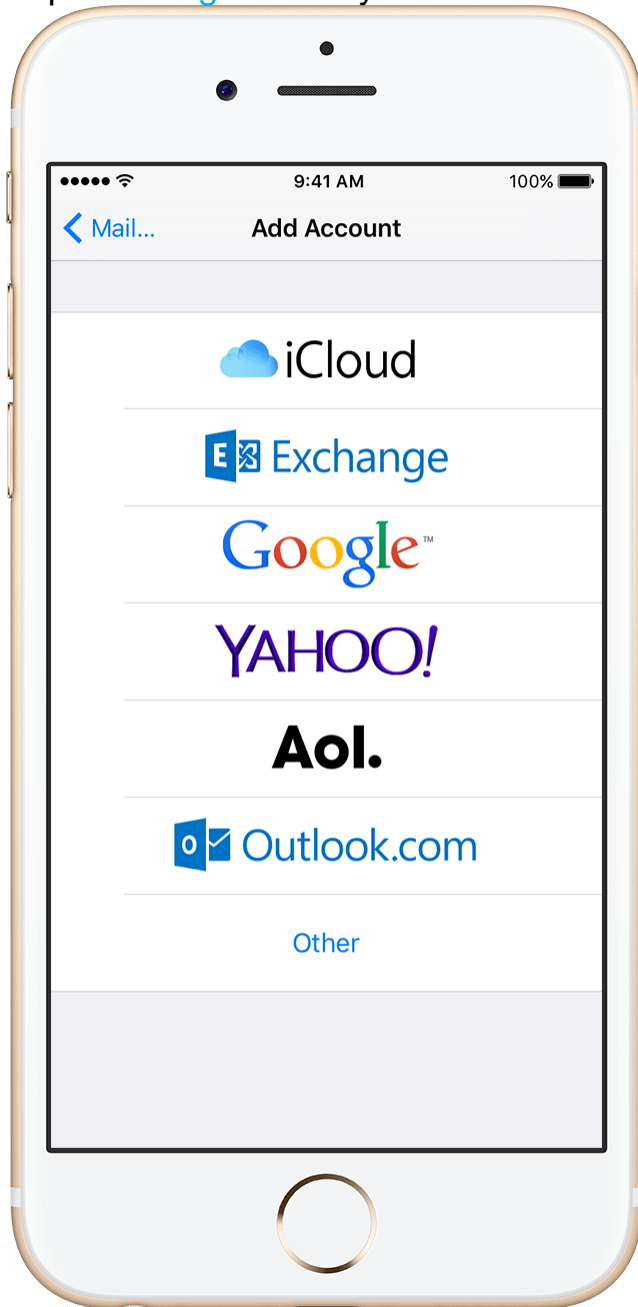 9:41 AM 100%
Mail... Add Account
iCloud
E Exchange
Google™
YAHOO!
Aol.
O Outlook.com
Other